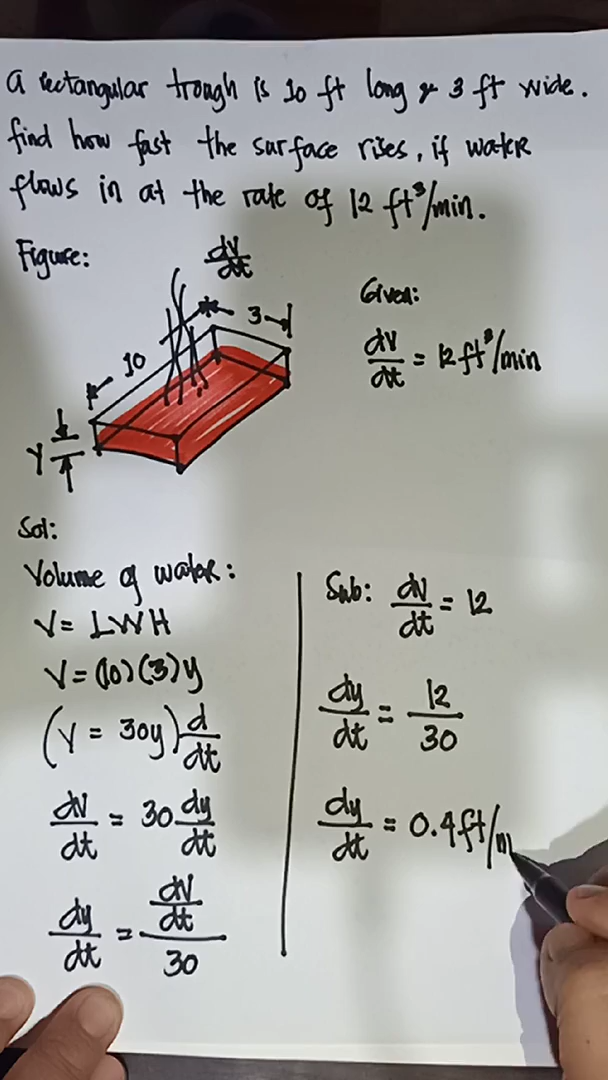 a rectangular trough is 10 ft long & 3 ft wide.
find how fast the surface rises, if water
flows in at the rate of 12 ft³/min.
Figure:
dV/dt
3
10
Y
Given:
dV/dt = 12 ft³/min
Sol:
Volume of water:
V = LWH
V = (10)(3)y
(V = 30y) d/dt
dV/dt = 30 dy/dt
dy/dt = dV/dt / 30
Sub: dV/dt = 12
dy/dt = 12/30
dy/dt = 0.4 ft/m